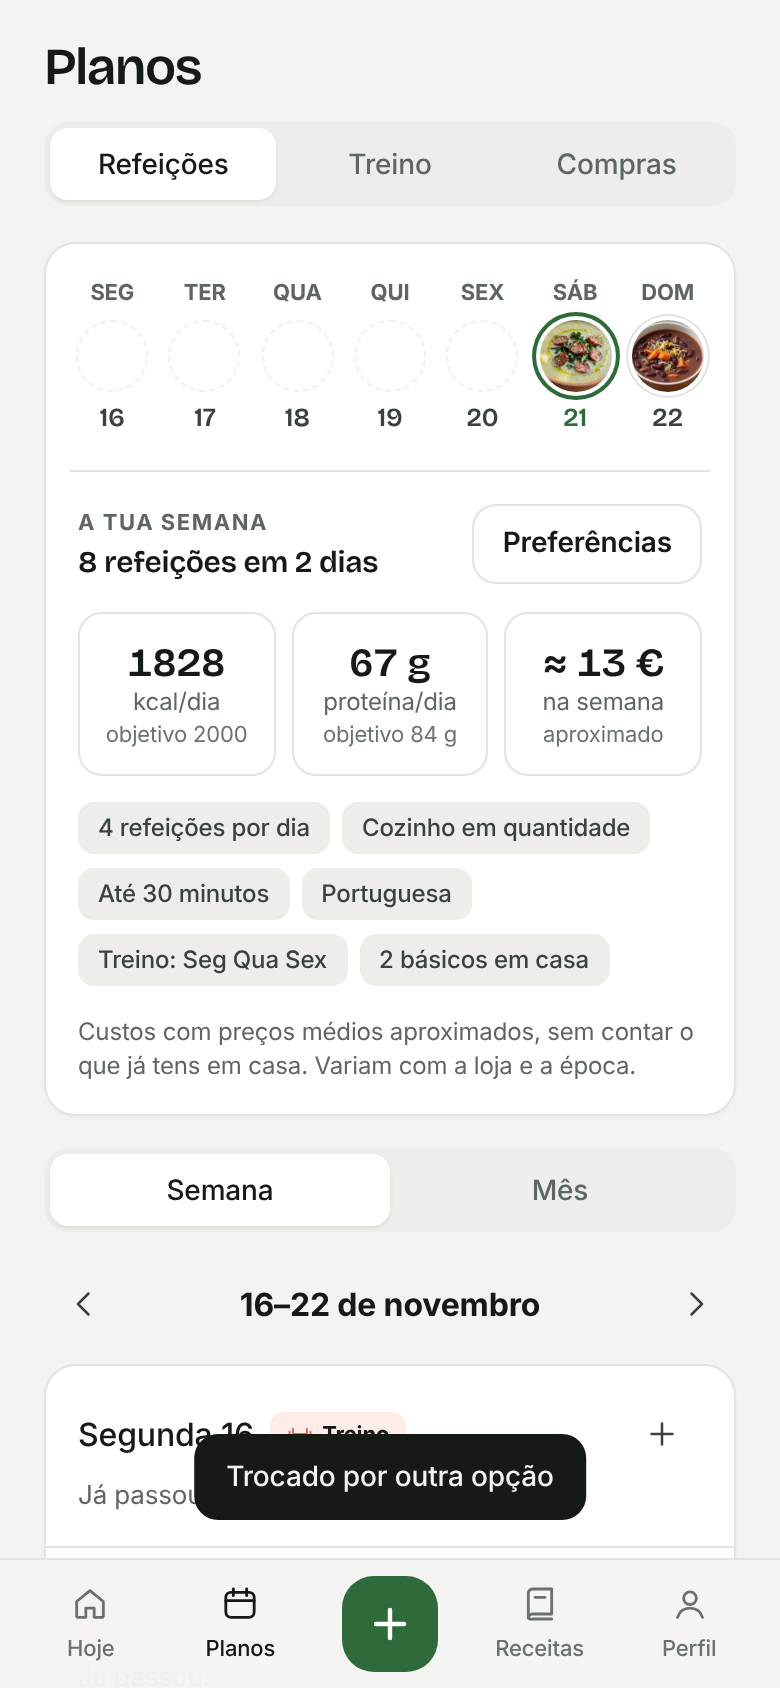 Planos
Refeições Treino Compras
SEG TER QUA QUI SEX SÁB DOM
16 17 18 19 20 21 22
A TUA SEMANA
8 refeições em 2 dias
Preferências
1828
kcal/dia
objetivo 2000
67 g
proteína/dia
objetivo 84 g
≈ 13 €
na semana
aproximado
4 refeições por dia
Cozinho em quantidade
Até 30 minutos
Portuguesa
Treino: Seg Qua Sex
2 básicos em casa
Custos com preços médios aproximados, sem contar o
que já tens em casa. Variam com a loja e a época.
Semana Mês
16–22 de novembro
Segunda 16 Treino
Já passou
Trocado por outra opção
Hoje Planos Receitas Perfil
Já passou.